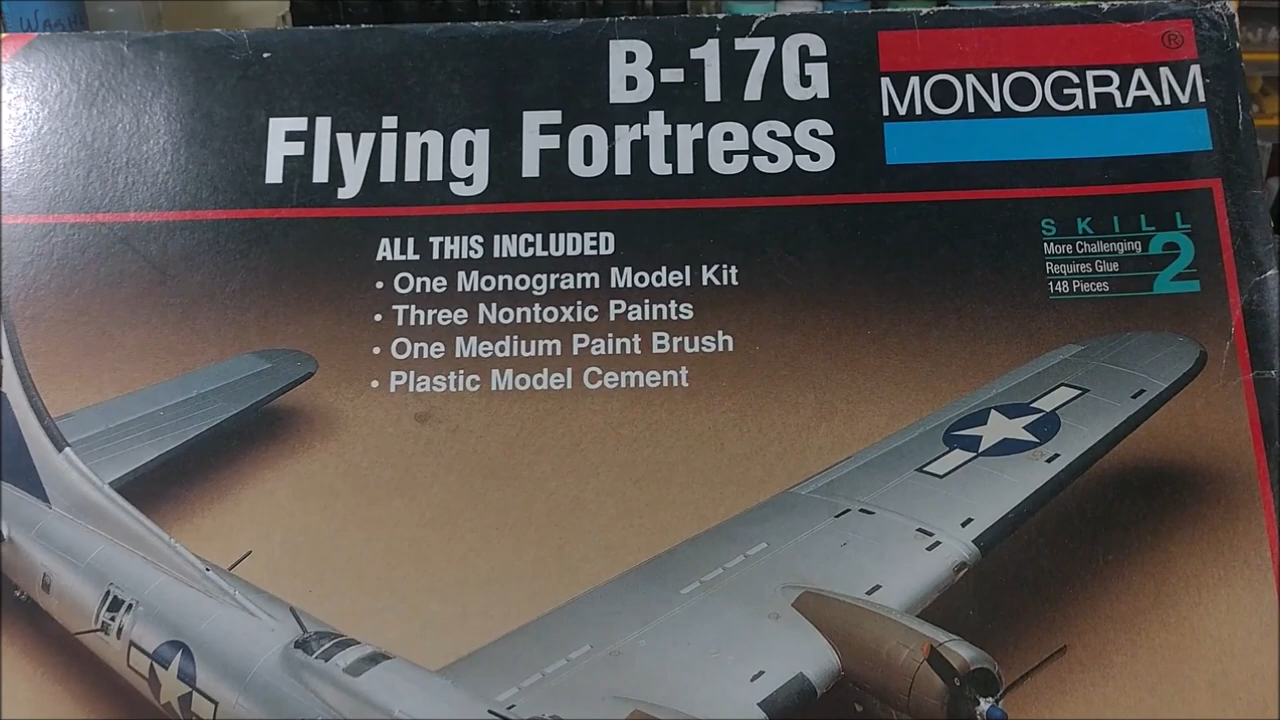 WASH
B-17G
Flying Fortress
®
MONOGRAM
ALL THIS INCLUDED
• One Monogram Model Kit
• Three Nontoxic Paints
• One Medium Paint Brush
• Plastic Model Cement
SKILL
More Challenging
Requires Glue
148 Pieces
2